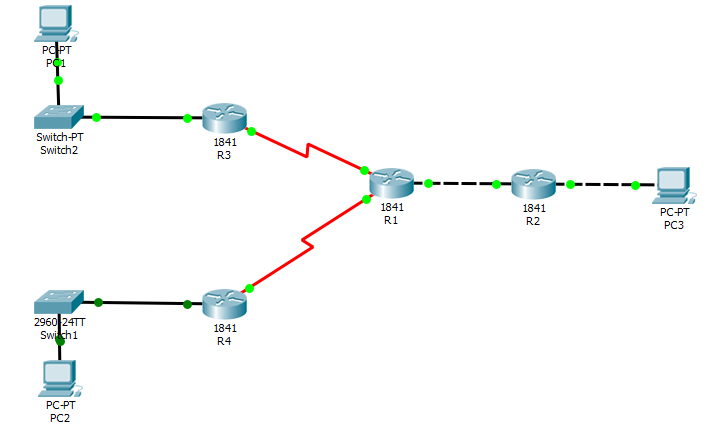 PC-PT
PC1
Switch-PT
Switch2
1841
R3
1841
R1
1841
R2
PC-PT
PC3
2960-24TT
Switch1
1841
R4
PC-PT
PC2